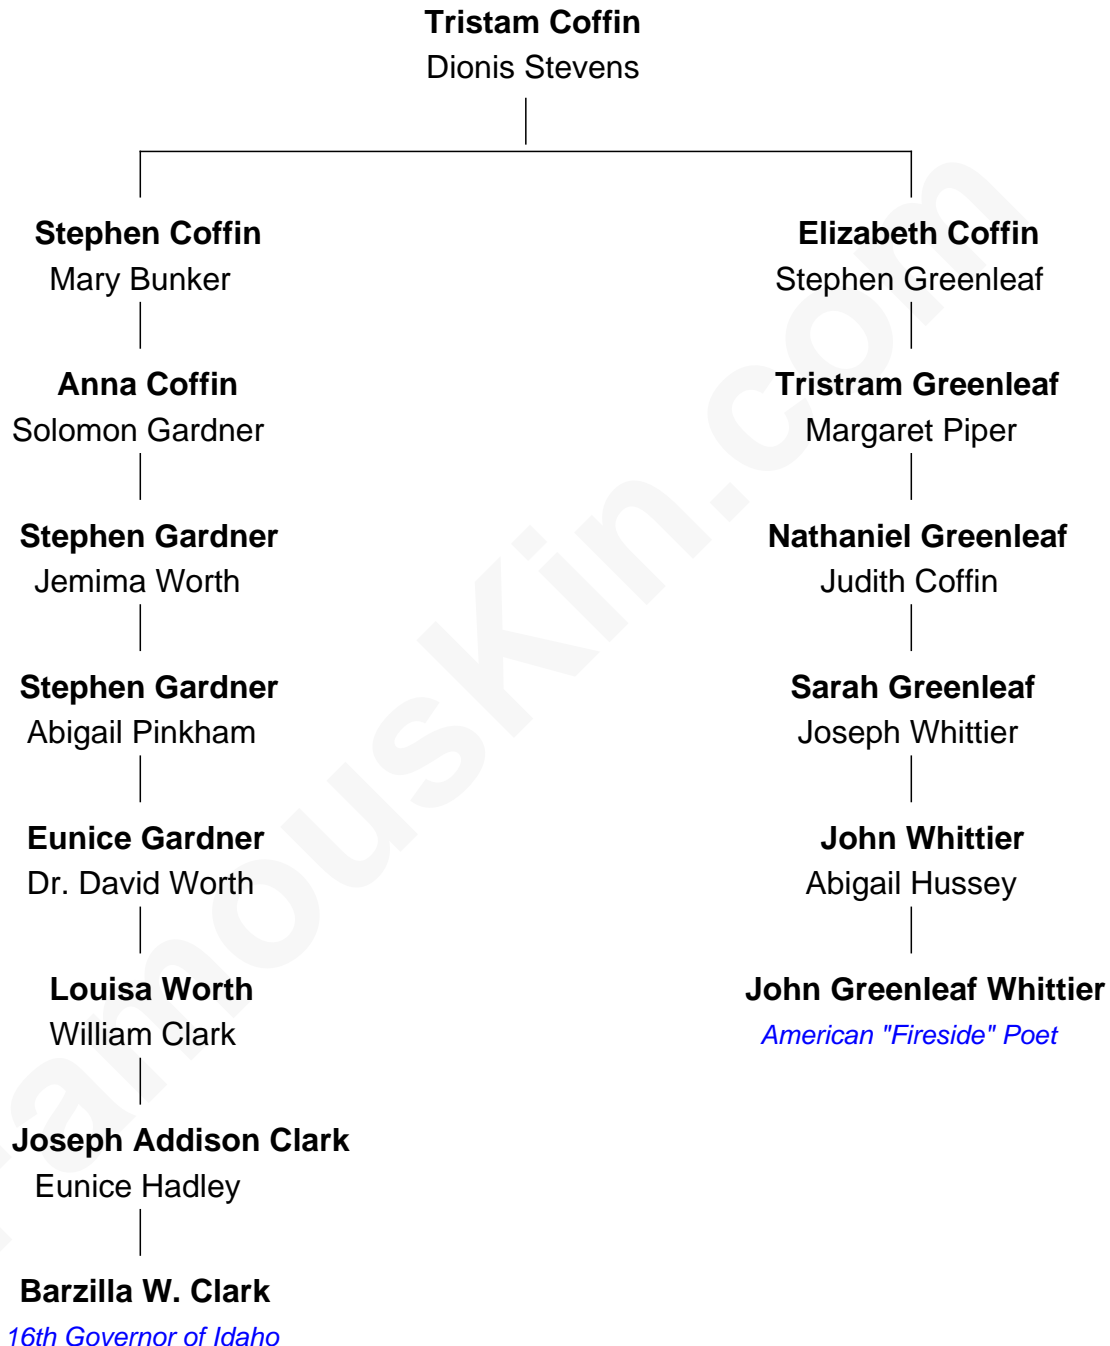 Tristam Coffin
Dionis Stevens
Stephen Coffin
Mary Bunker
Elizabeth Coffin
Stephen Greenleaf
Anna Coffin
Solomon Gardner
Tristram Greenleaf
Margaret Piper
Stephen Gardner
Jemima Worth
Nathaniel Greenleaf
Judith Coffin
Stephen Gardner
Abigail Pinkham
Sarah Greenleaf
Joseph Whittier
Eunice Gardner
Dr. David Worth
John Whittier
Abigail Hussey
Louisa Worth
William Clark
John Greenleaf Whittier
American "Fireside" Poet
Joseph Addison Clark
Eunice Hadley
Barzilla W. Clark
16th Governor of Idaho
FamousKin.com